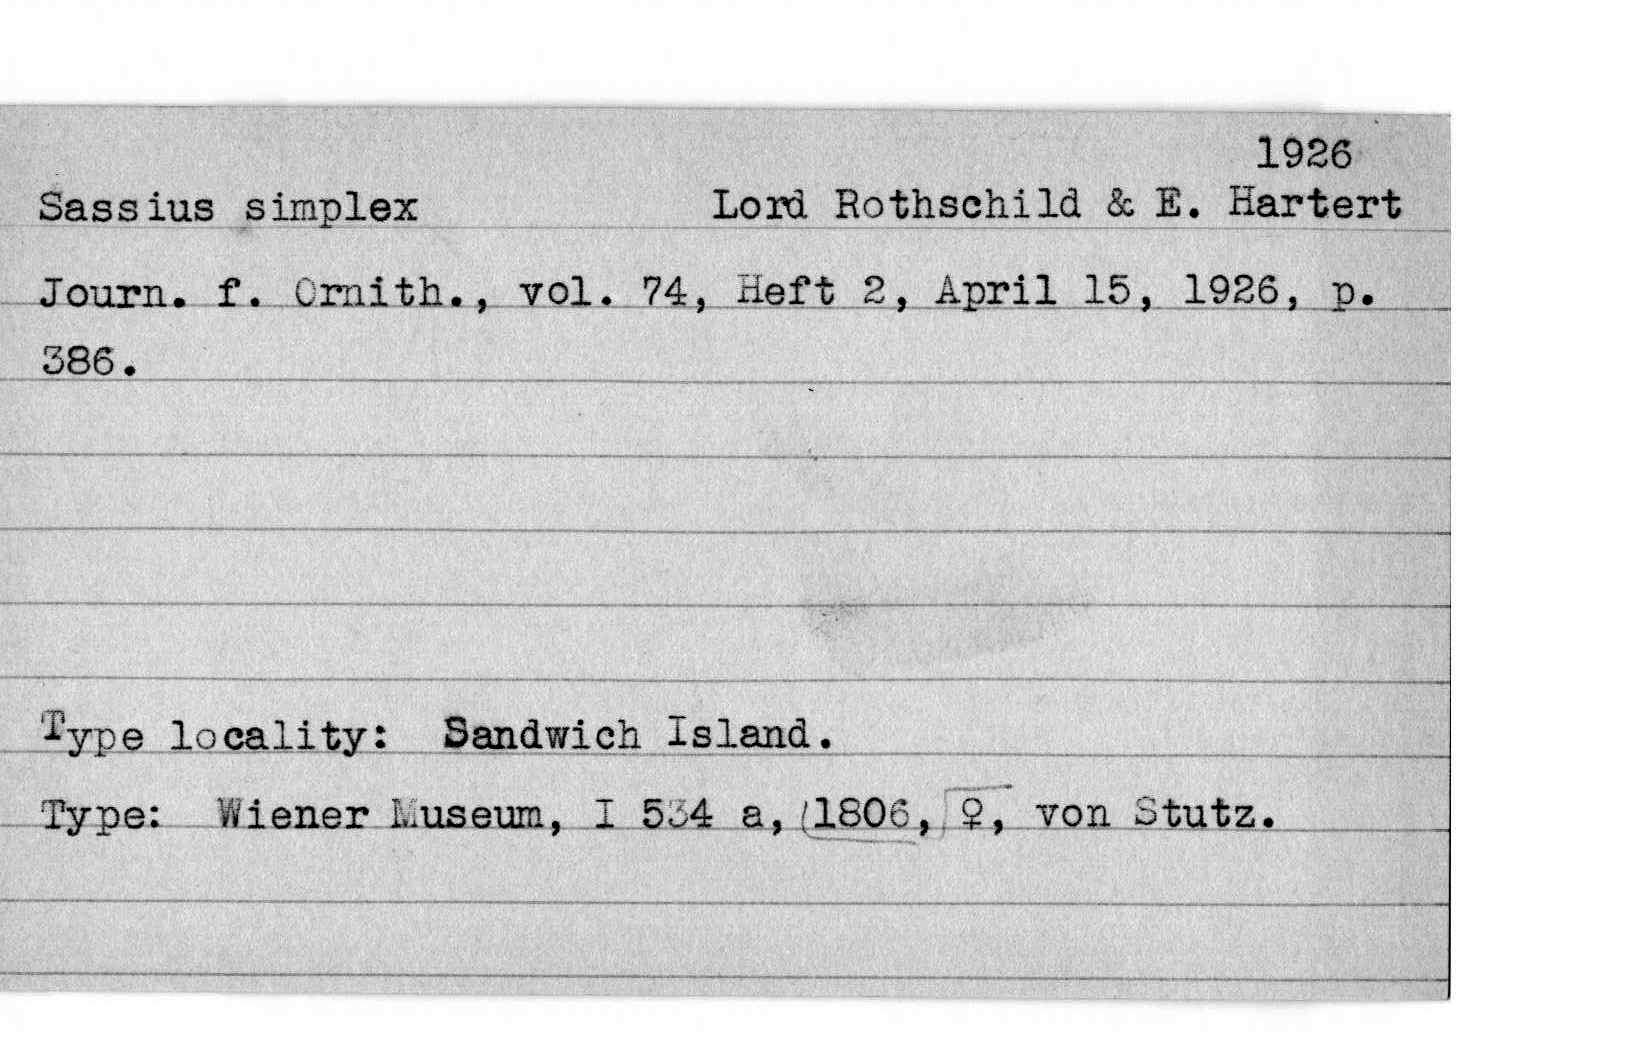 1926
Sassius simplex Lord Rothschild & E. Hartert
Journ. f. Ornith., vol. 74, Heft 2, April 15, 1926, p.
386.
Type locality: Sandwich Island.
Type: Wiener Museum, I 534 a, 1806, ♀, von Stutz.